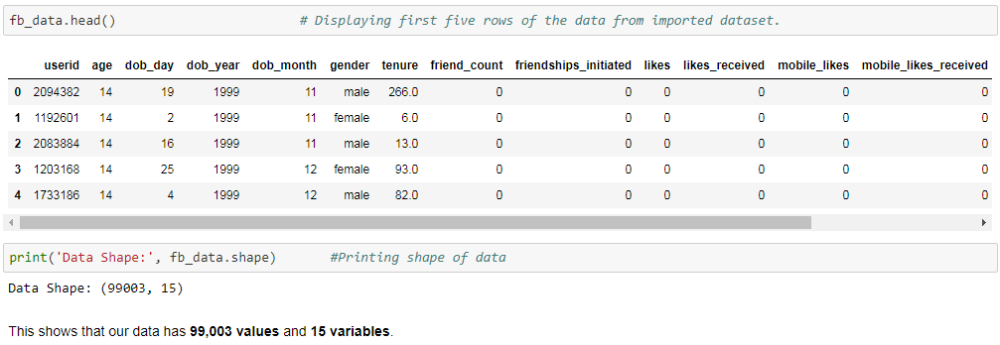 fb_data.head() # Displaying first five rows of the data from imported dataset.
userid age dob_day dob_year dob_month gender tenure friend_count friendships_initiated likes likes_received mobile_likes mobile_likes_received
0 2094382 14 19 1999 11 male 266.0 0 0 0 0 0 0
1 1192601 14 2 1999 11 female 6.0 0 0 0 0 0 0
2 2083884 14 16 1999 11 male 13.0 0 0 0 0 0 0
3 1203168 14 25 1999 12 female 93.0 0 0 0 0 0 0
4 1733186 14 4 1999 12 male 82.0 0 0 0 0 0 0
print('Data Shape:', fb_data.shape) #Printing shape of data
Data Shape: (99003, 15)
This shows that our data has 99,003 values and 15 variables.